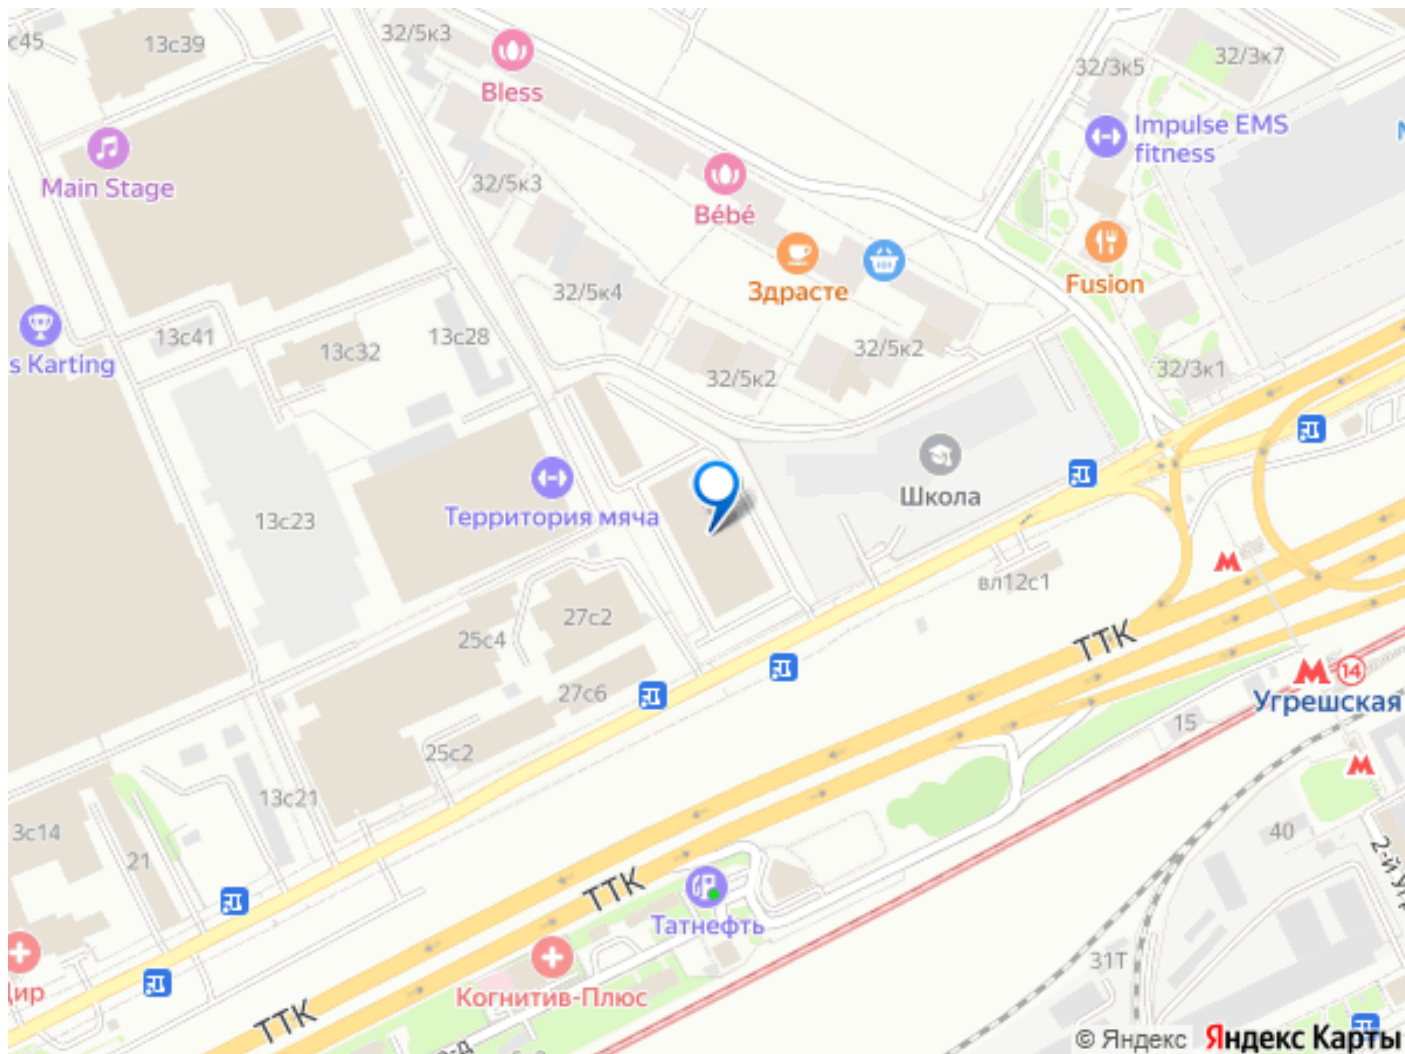 с45
13с39
32/5к3
Bless
32/3к5
32/3к7
Impulse EMS
fitness
Main Stage
32/5к3
Bébé
Здрасте
Fusion
32/5к4
13с41
13с32
13с28
s Karting
32/5к2
32/5к2
32/3к1
Территория мяча
Школа
13с23
вл12с1
27с2
25с4
27с6
ТТК
14
Угрешская
15
25с2
13с21
3с14
21
40
ТТК
Татнефть
31Т
Когнитив-Плюс
ТТК
© Яндекс Яндекс Карты